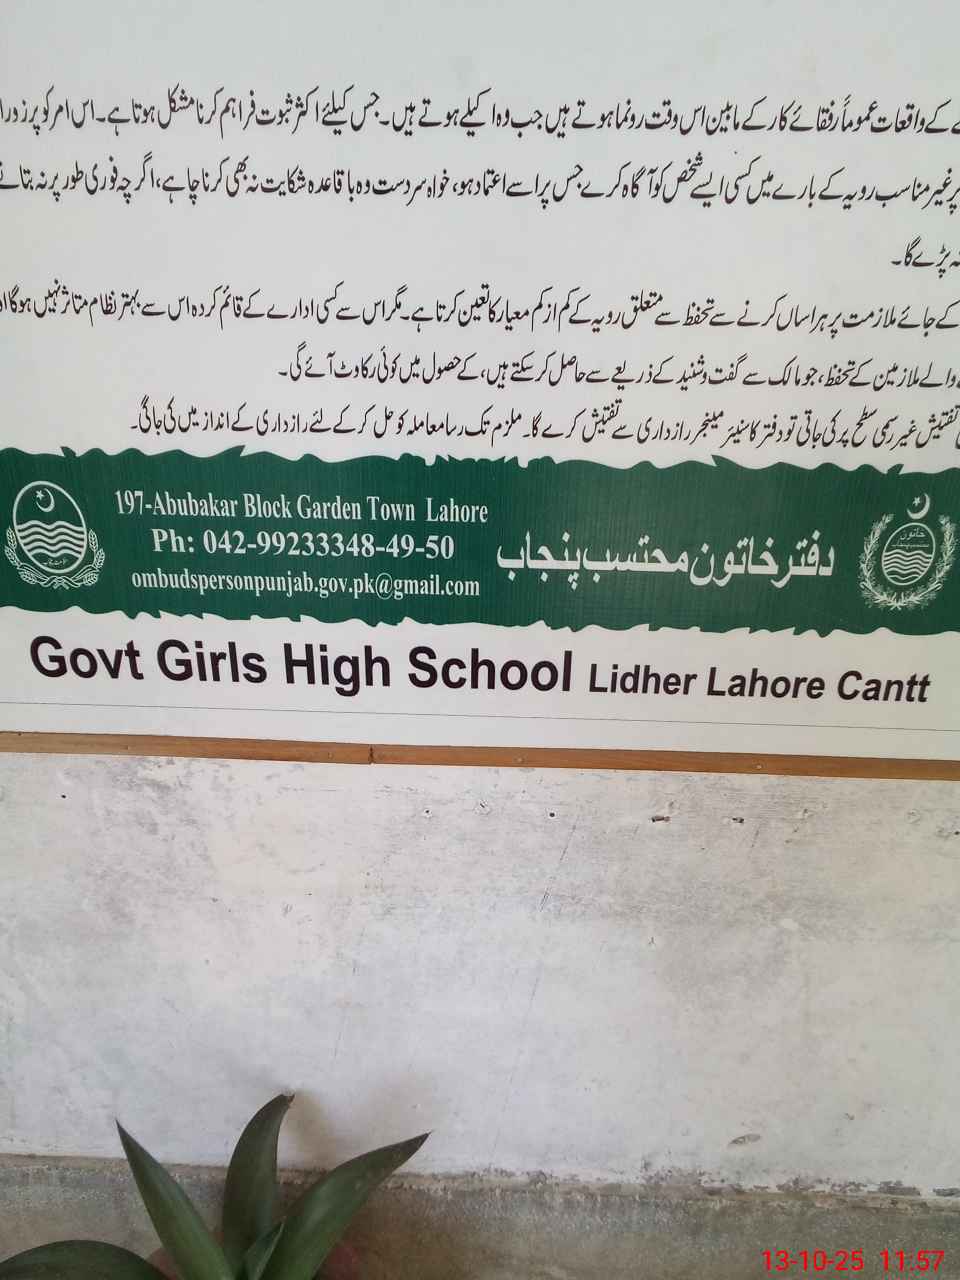 کے واقعات عموماً رفقائے کار کے مابین اس وقت رونما ہوتے ہیں جب وہ اکیلے ہوتے ہیں۔ جس کیلئے اکثر ثبوت فراہم کرنا مشکل ہوتا ہے۔ اس امر کو پرزور
پر غیر مناسب رویہ کے بارے میں کسی ایسے شخص کو آگاہ کرے جس پر اسے اعتماد ہو، خواہ سردست وہ باقاعدہ شکایت نہ بھی کرنا چاہے، اگرچہ فوری طور پر نہ بتانے
نہ پڑے گا۔
کے جائے ملازمت پر ہراساں کرنے سے تحفظ سے متعلق رویہ کے کم از کم معیار کا تعین کرتا ہے۔ مگر اس سے کسی ادارے کے قائم کردہ اس سے بہتر نظام متاثر نہیں ہوگا
والے ملازمین کے تحفظ، جو مالک سے گفت و شنید کے ذریعے سے حاصل کر سکتے ہیں، کے حصول میں کوئی رکاوٹ آئے گی۔
تفتیش غیر رسمی سطح پر کی جاتی تو دفتر کا سنیئر مینجر رازداری سے تفتیش کرے گا۔ ملزم تک رسا معاملہ کو حل کر کے لئے رازداری کے انداز میں کی جائگی۔
197-Abubakar Block Garden Town Lahore
Ph: 042-99233348-49-50
ombudspersonpunjab.gov.pk@gmail.com
دفتر خاتون محتسب پنجاب
Govt Girls High School Lidher Lahore Cantt
13-10-25 11:57